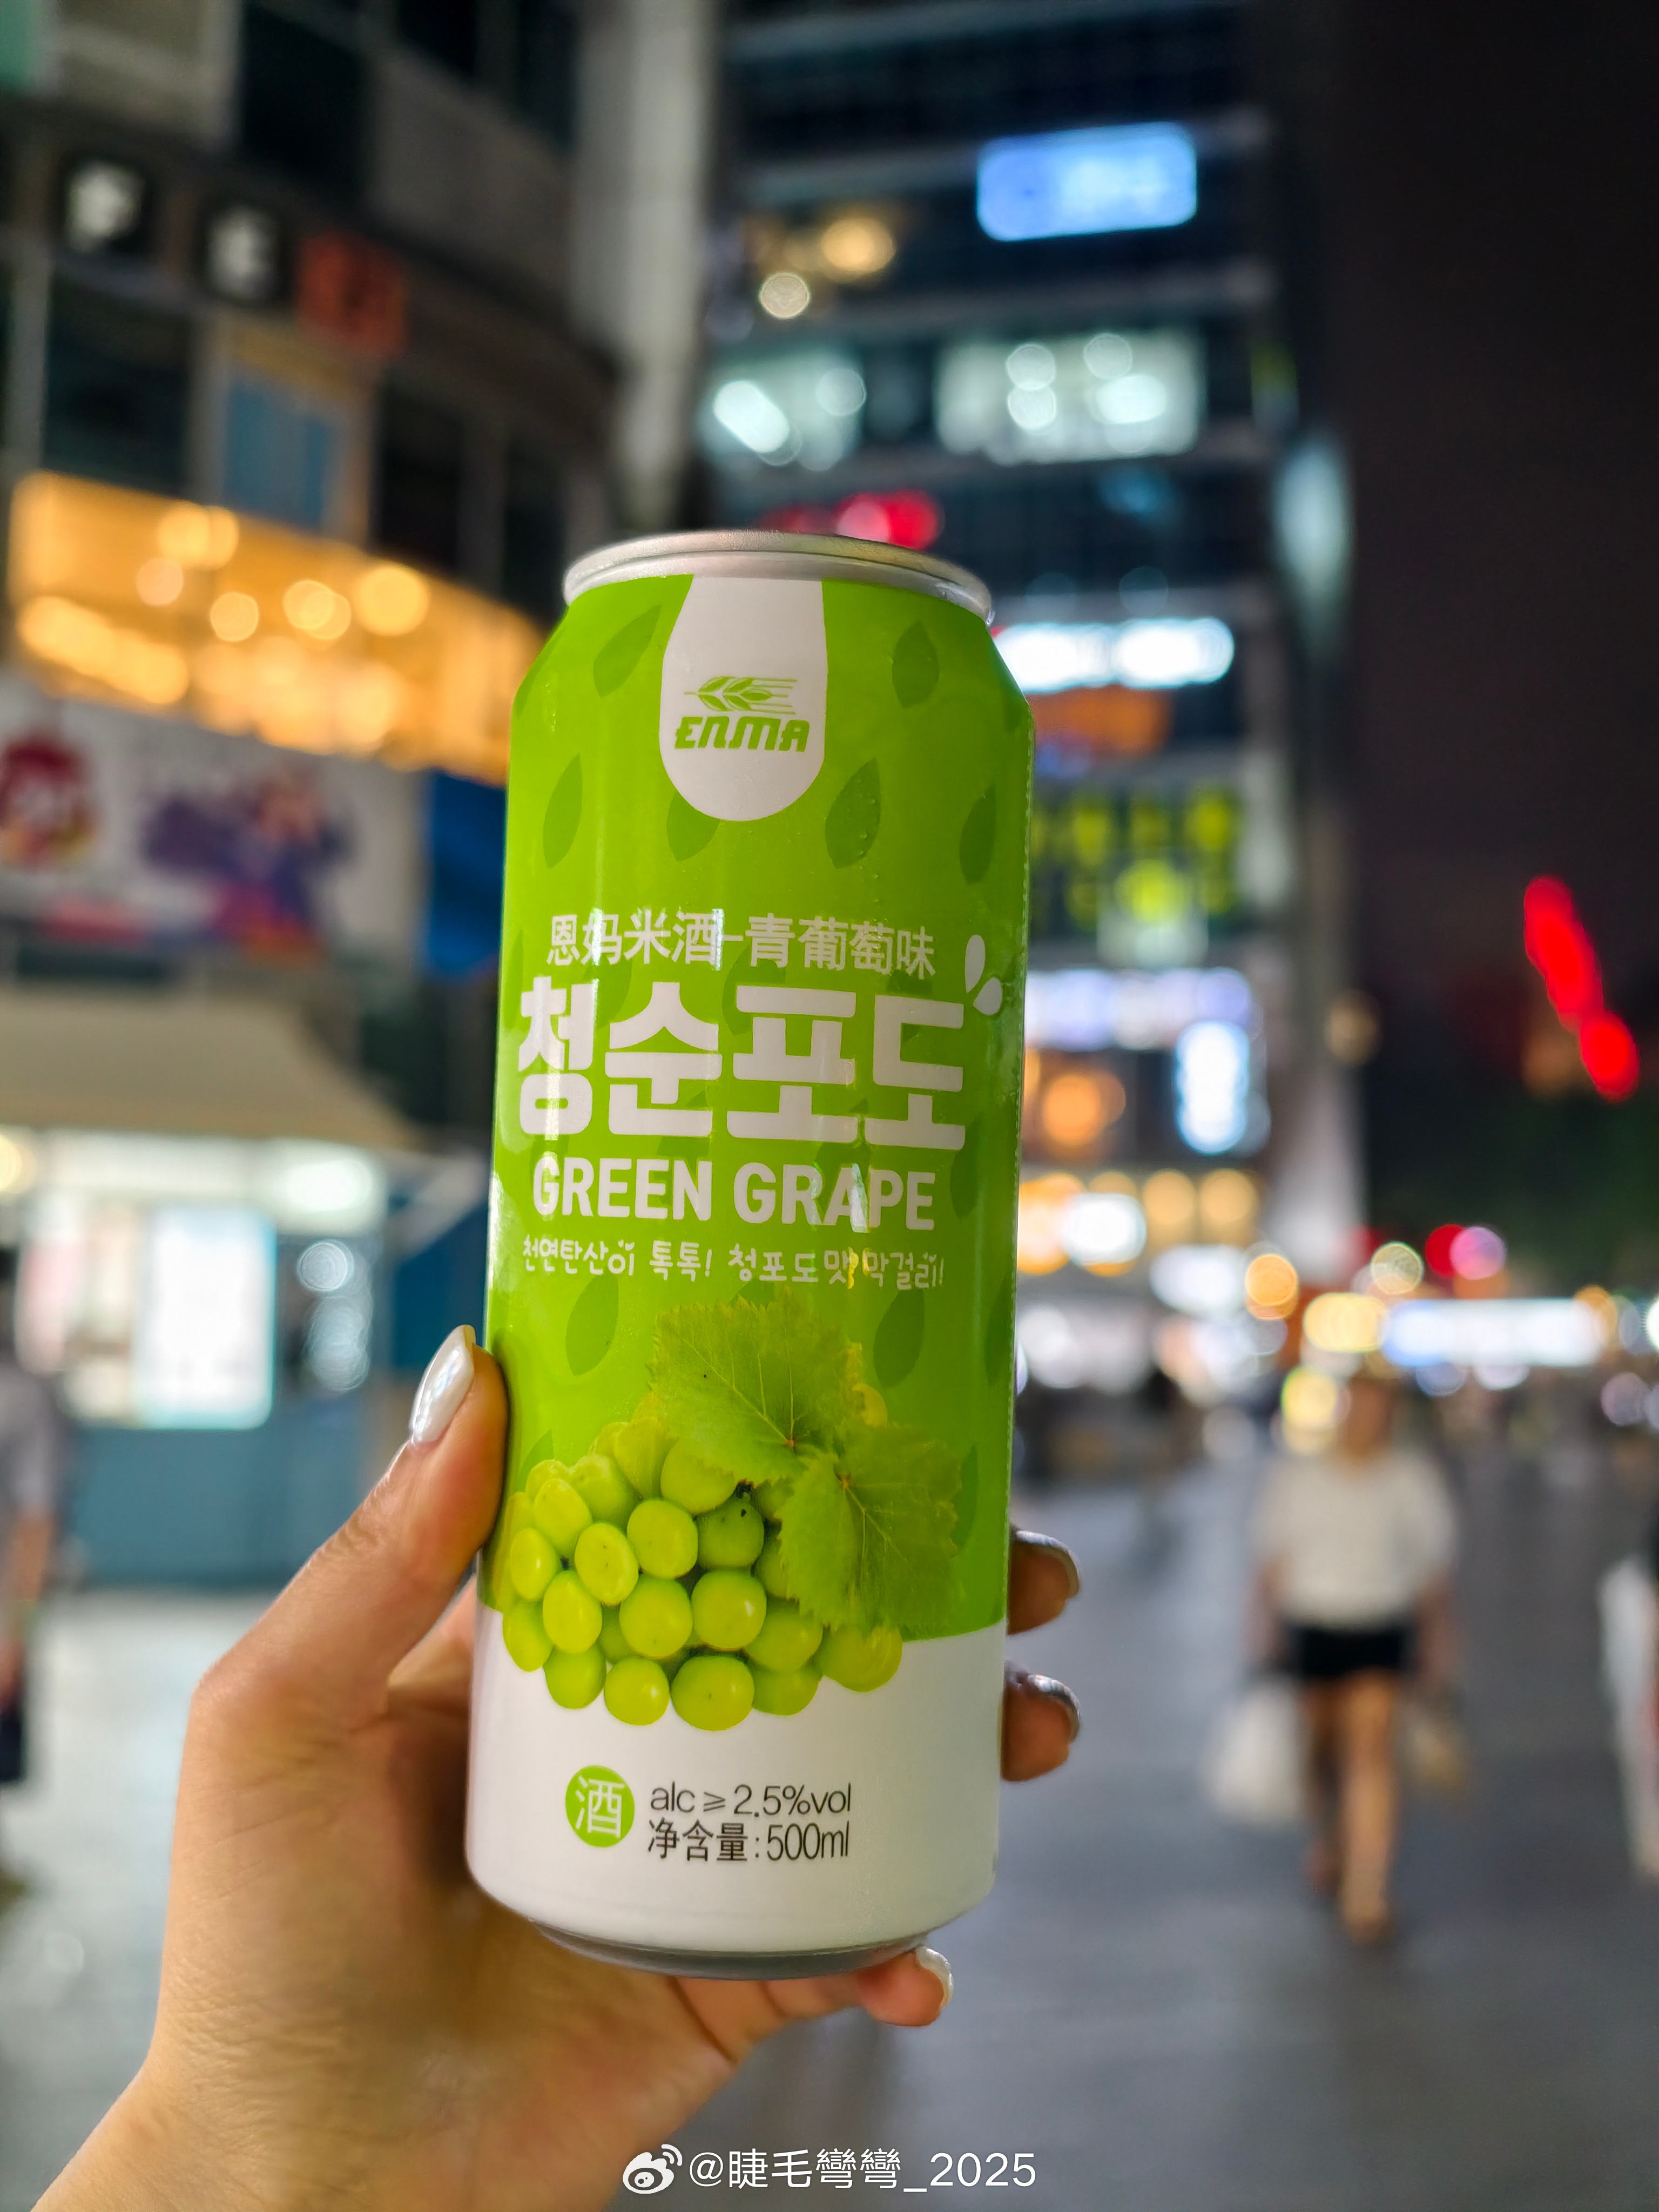 ENMA
恩妈米酒-青葡萄味
청순포도
GREEN GRAPE
천연탄산이 톡톡! 청포도맛 막걸리!
酒
alc≥2.5%vol
净含量:500ml
@睫毛彎彎_2025